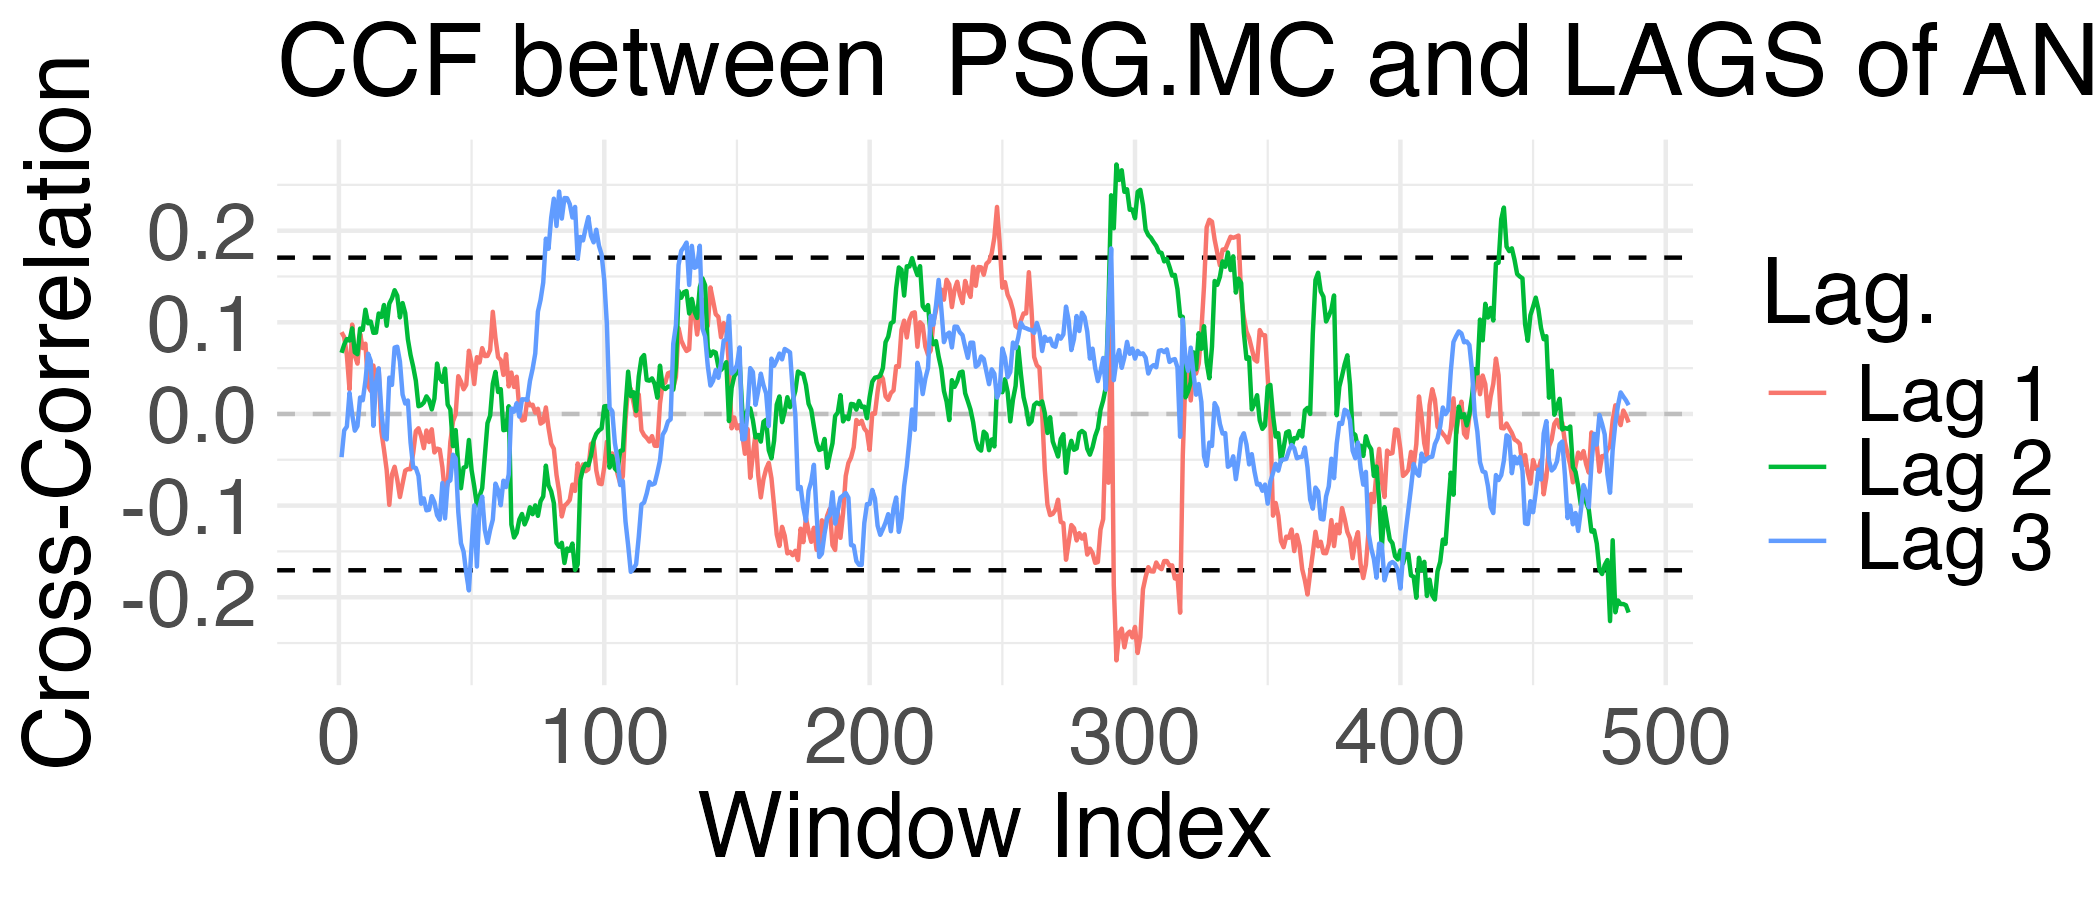 CCF between  PSG.MC and LAGS of AN
Cross-Correlation
0.2
0.1
0.0
-0.1
-0.2
0 100 200 300 400 500
Window Index
Lag.
Lag 1
Lag 2
Lag 3